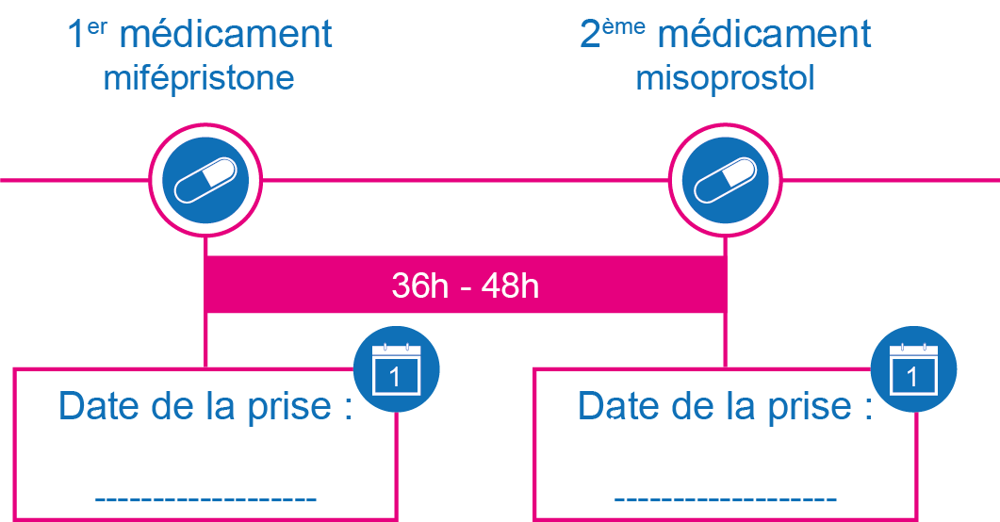 1er médicament
mifépristone
2ème médicament
misoprostol
36h - 48h
1
Date de la prise :
-------------------
1
Date de la prise :
-------------------